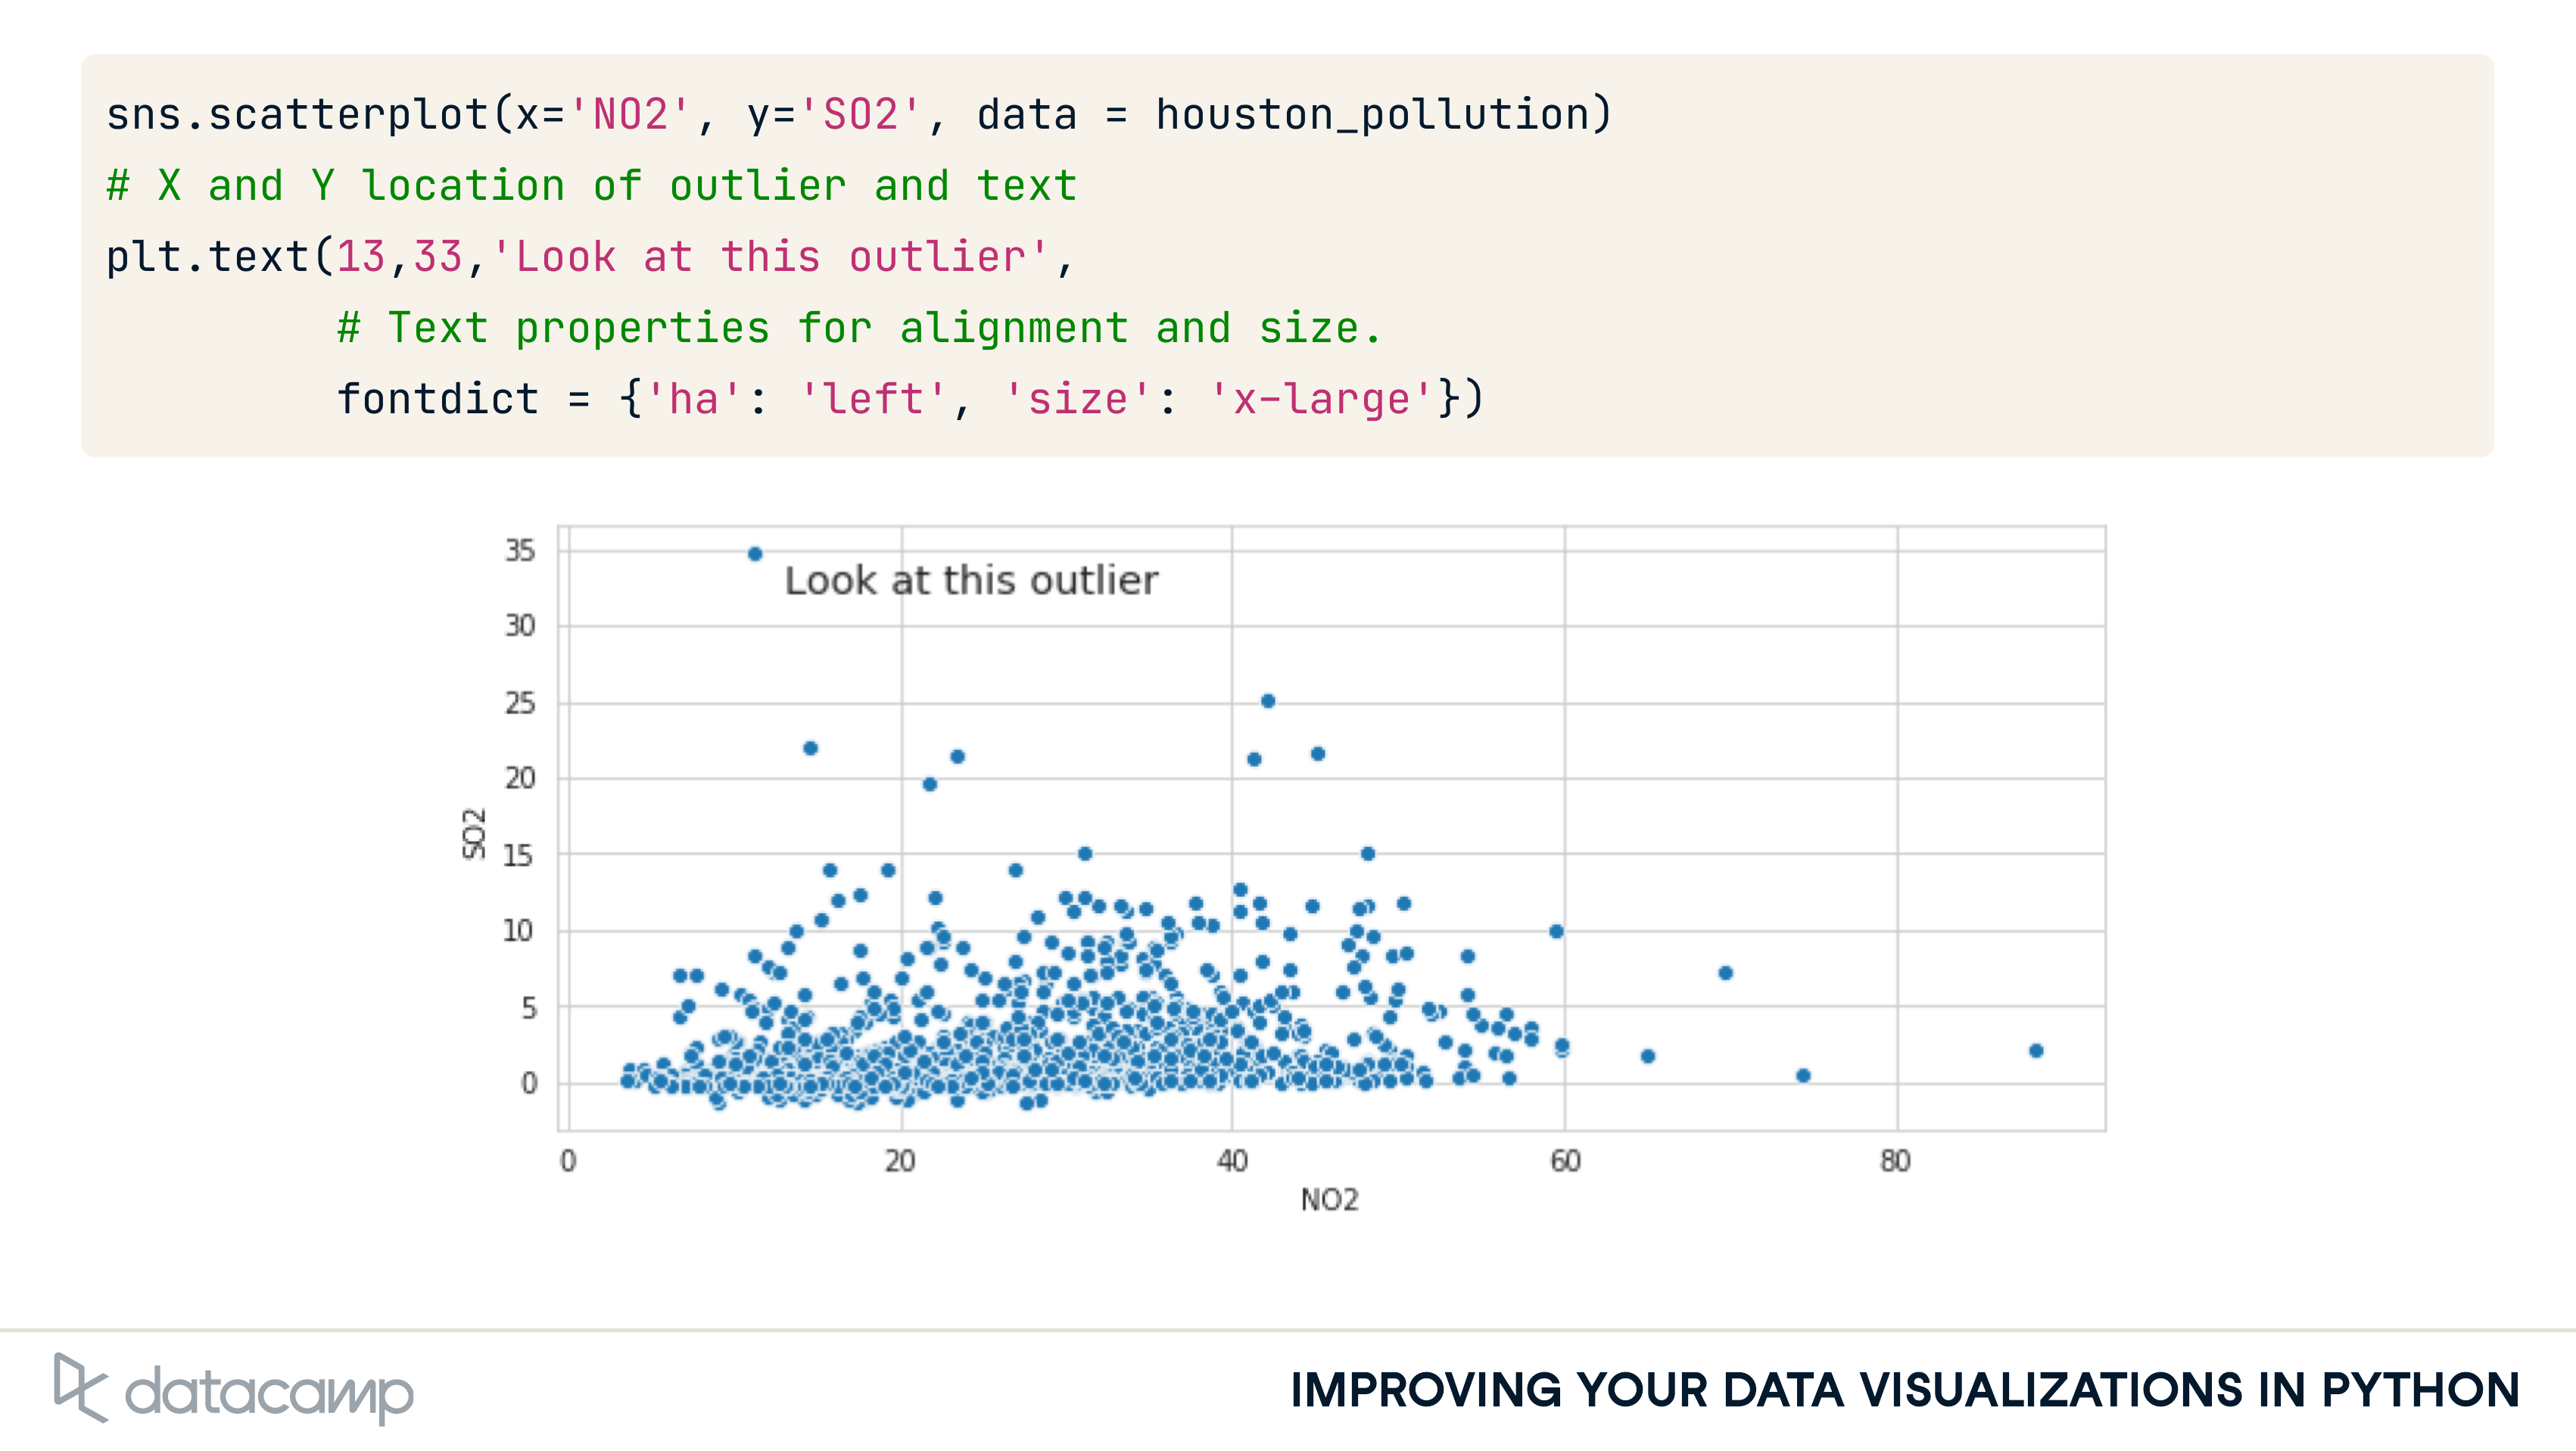 sns.scatterplot(x='NO2', y='SO2', data = houston_pollution)
# X and Y location of outlier and text
plt.text(13,33,'Look at this outlier',
        # Text properties for alignment and size.
        fontdict = {'ha': 'left', 'size': 'x-large'})
35
Look at this outlier
30
25
20
SO2
15
10
5
0
0 20 40 60 80
NO2
datacamp
IMPROVING YOUR DATA VISUALIZATIONS IN PYTHON